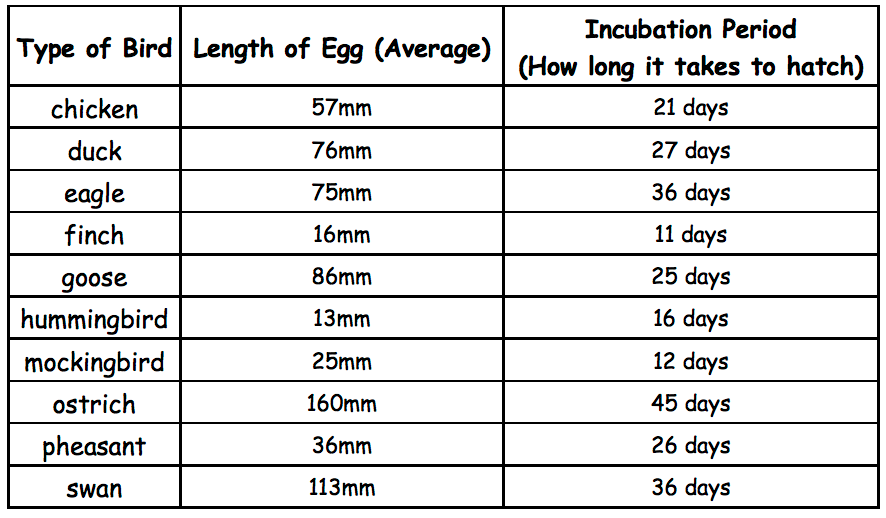 Type of Bird Length of Egg (Average) Incubation Period
(How long it takes to hatch)
chicken 57mm 21 days
duck 76mm 27 days
eagle 75mm 36 days
finch 16mm 11 days
goose 86mm 25 days
hummingbird 13mm 16 days
mockingbird 25mm 12 days
ostrich 160mm 45 days
pheasant 36mm 26 days
swan 113mm 36 days